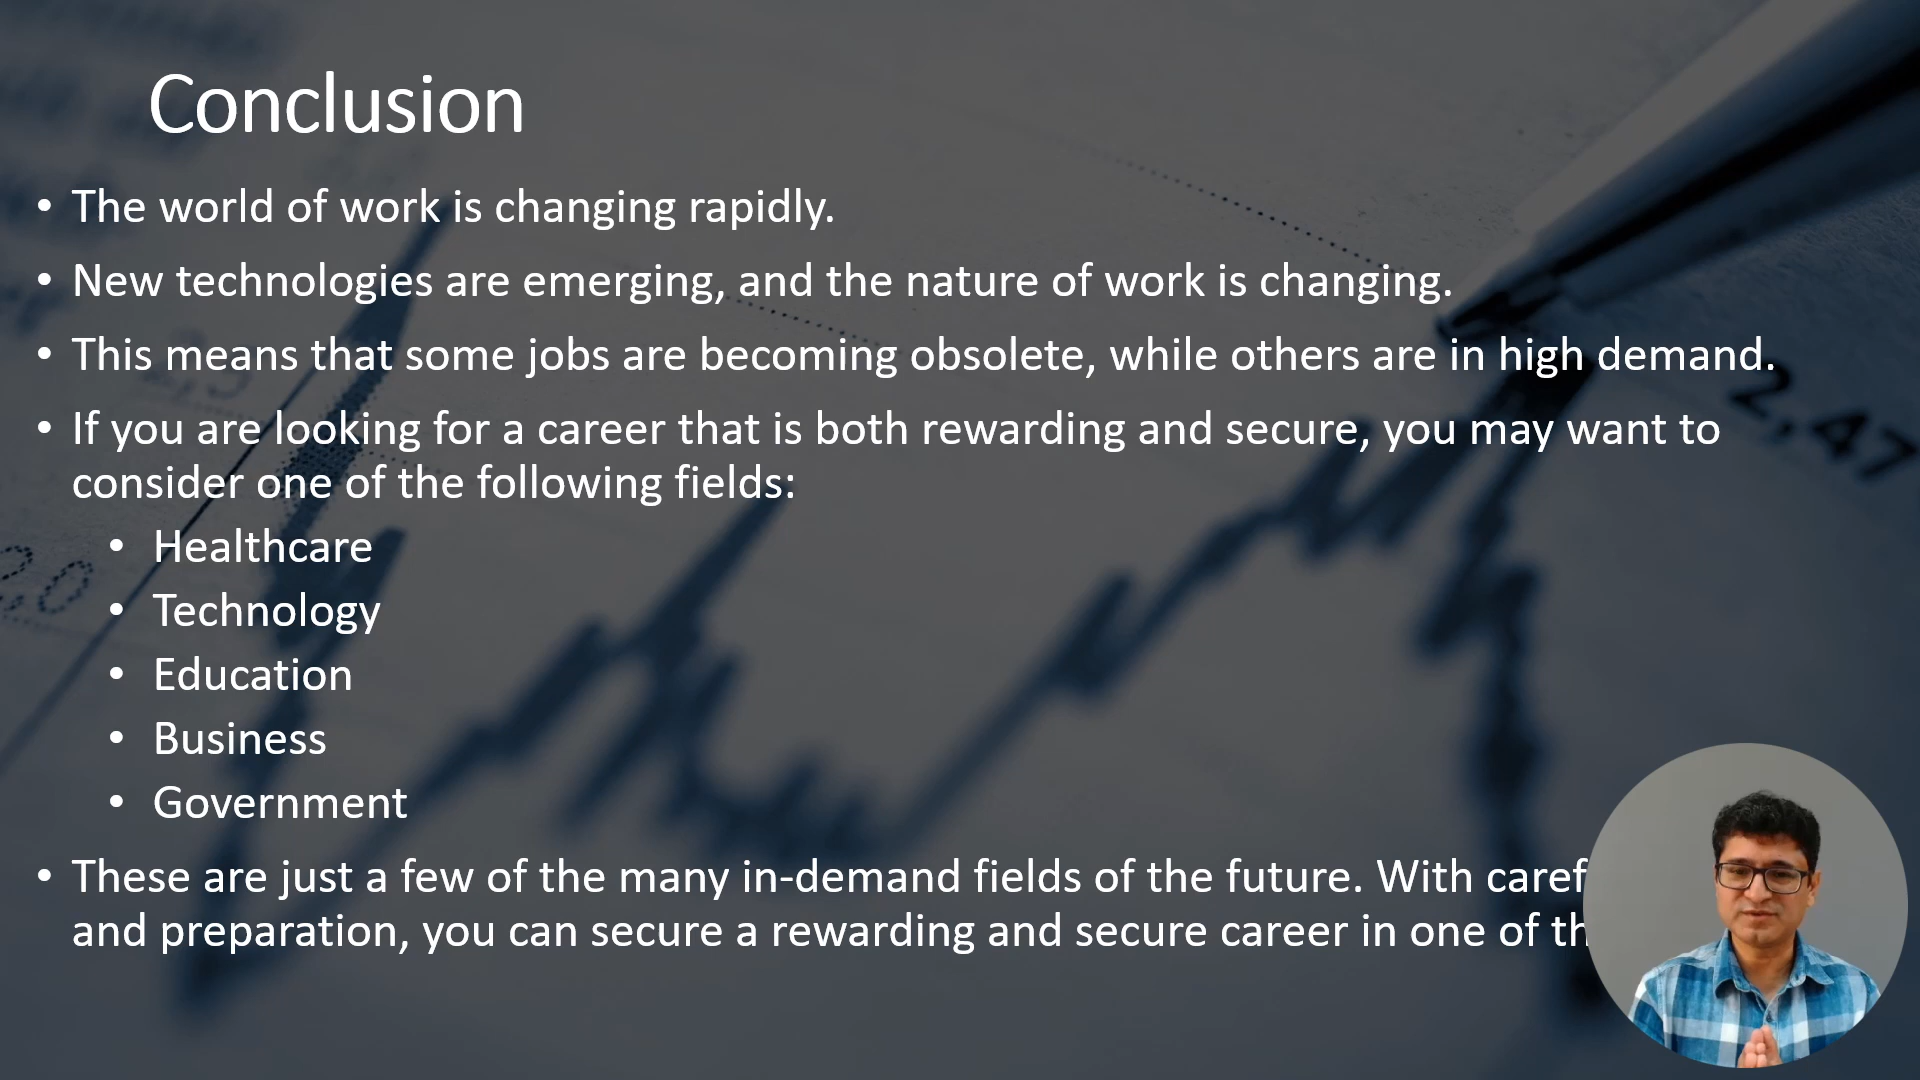 Conclusion
• The world of work is changing rapidly.
• New technologies are emerging, and the nature of work is changing.
• This means that some jobs are becoming obsolete, while others are in high demand.
• If you are looking for a career that is both rewarding and secure, you may want to
consider one of the following fields:
• Healthcare
• Technology
• Education
• Business
• Government
• These are just a few of the many in-demand fields of the future. With
and preparation, you can secure a rewarding and secure career in one of
2,47
2,0